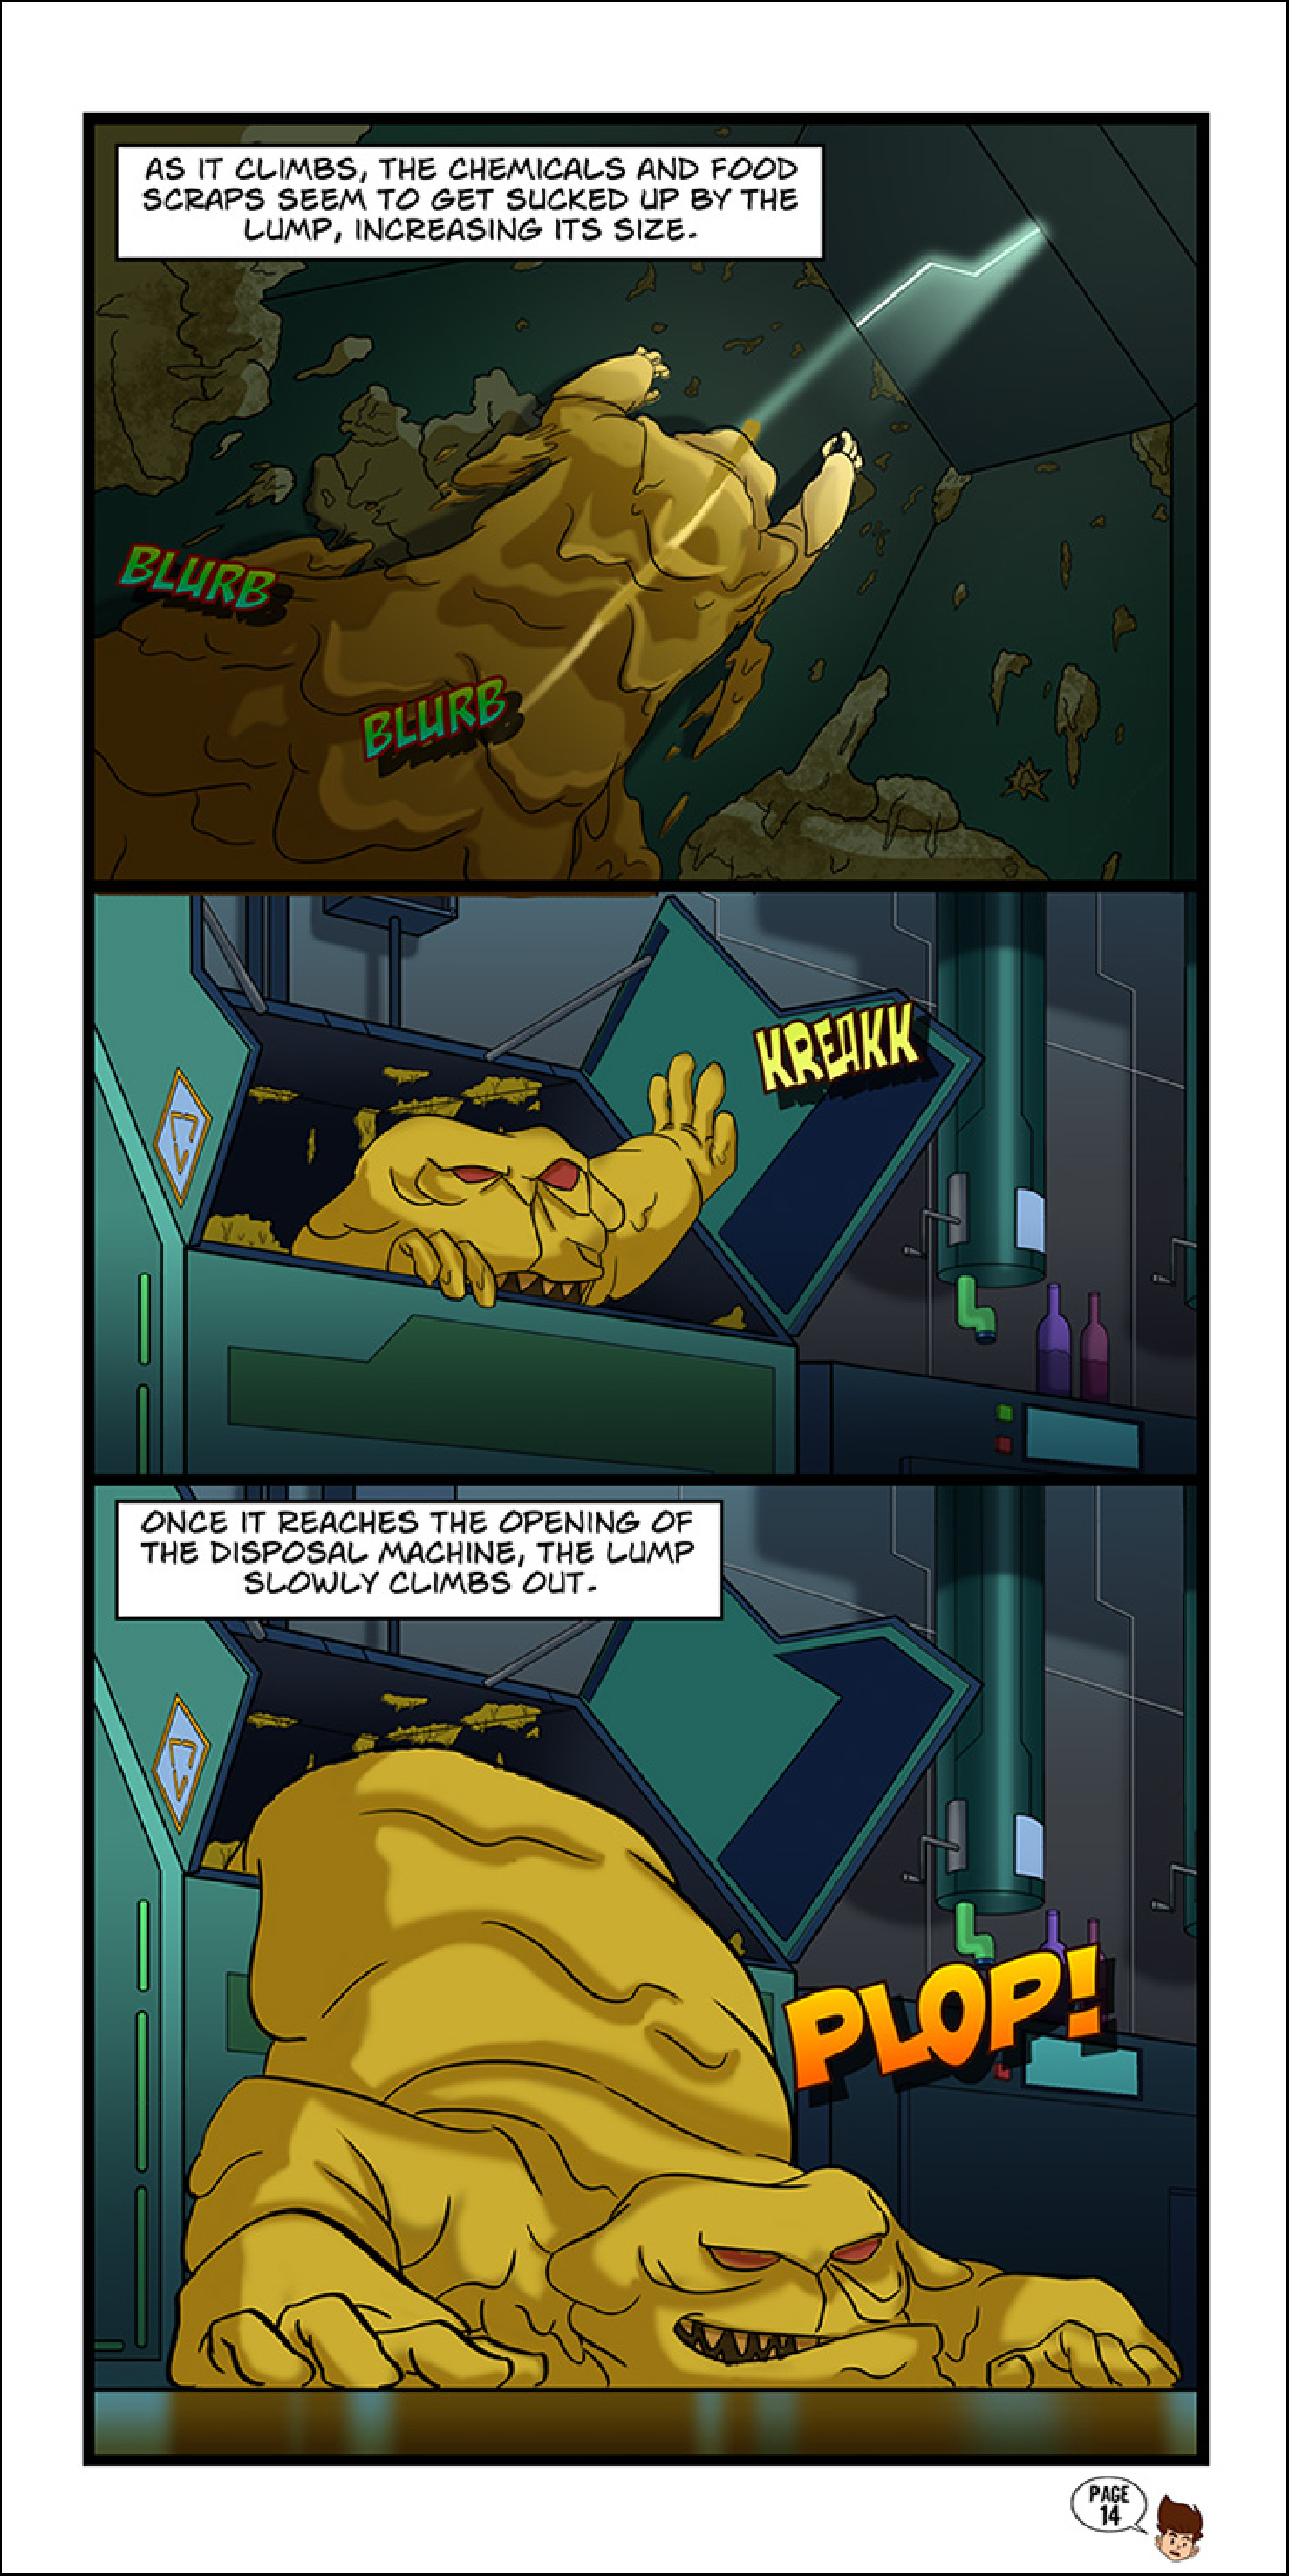 AS IT CLIMBS, THE CHEMICALS AND FOOD
SCRAPS SEEM TO GET SUCKED UP BY THE
LUMP, INCREASING ITS SIZE.
BLURB
BLURB
KREAKK
ONCE IT REACHES THE OPENING OF
THE DISPOSAL MACHINE, THE LUMP
SLOWLY CLIMBS OUT.
PLOP!
PAGE
14